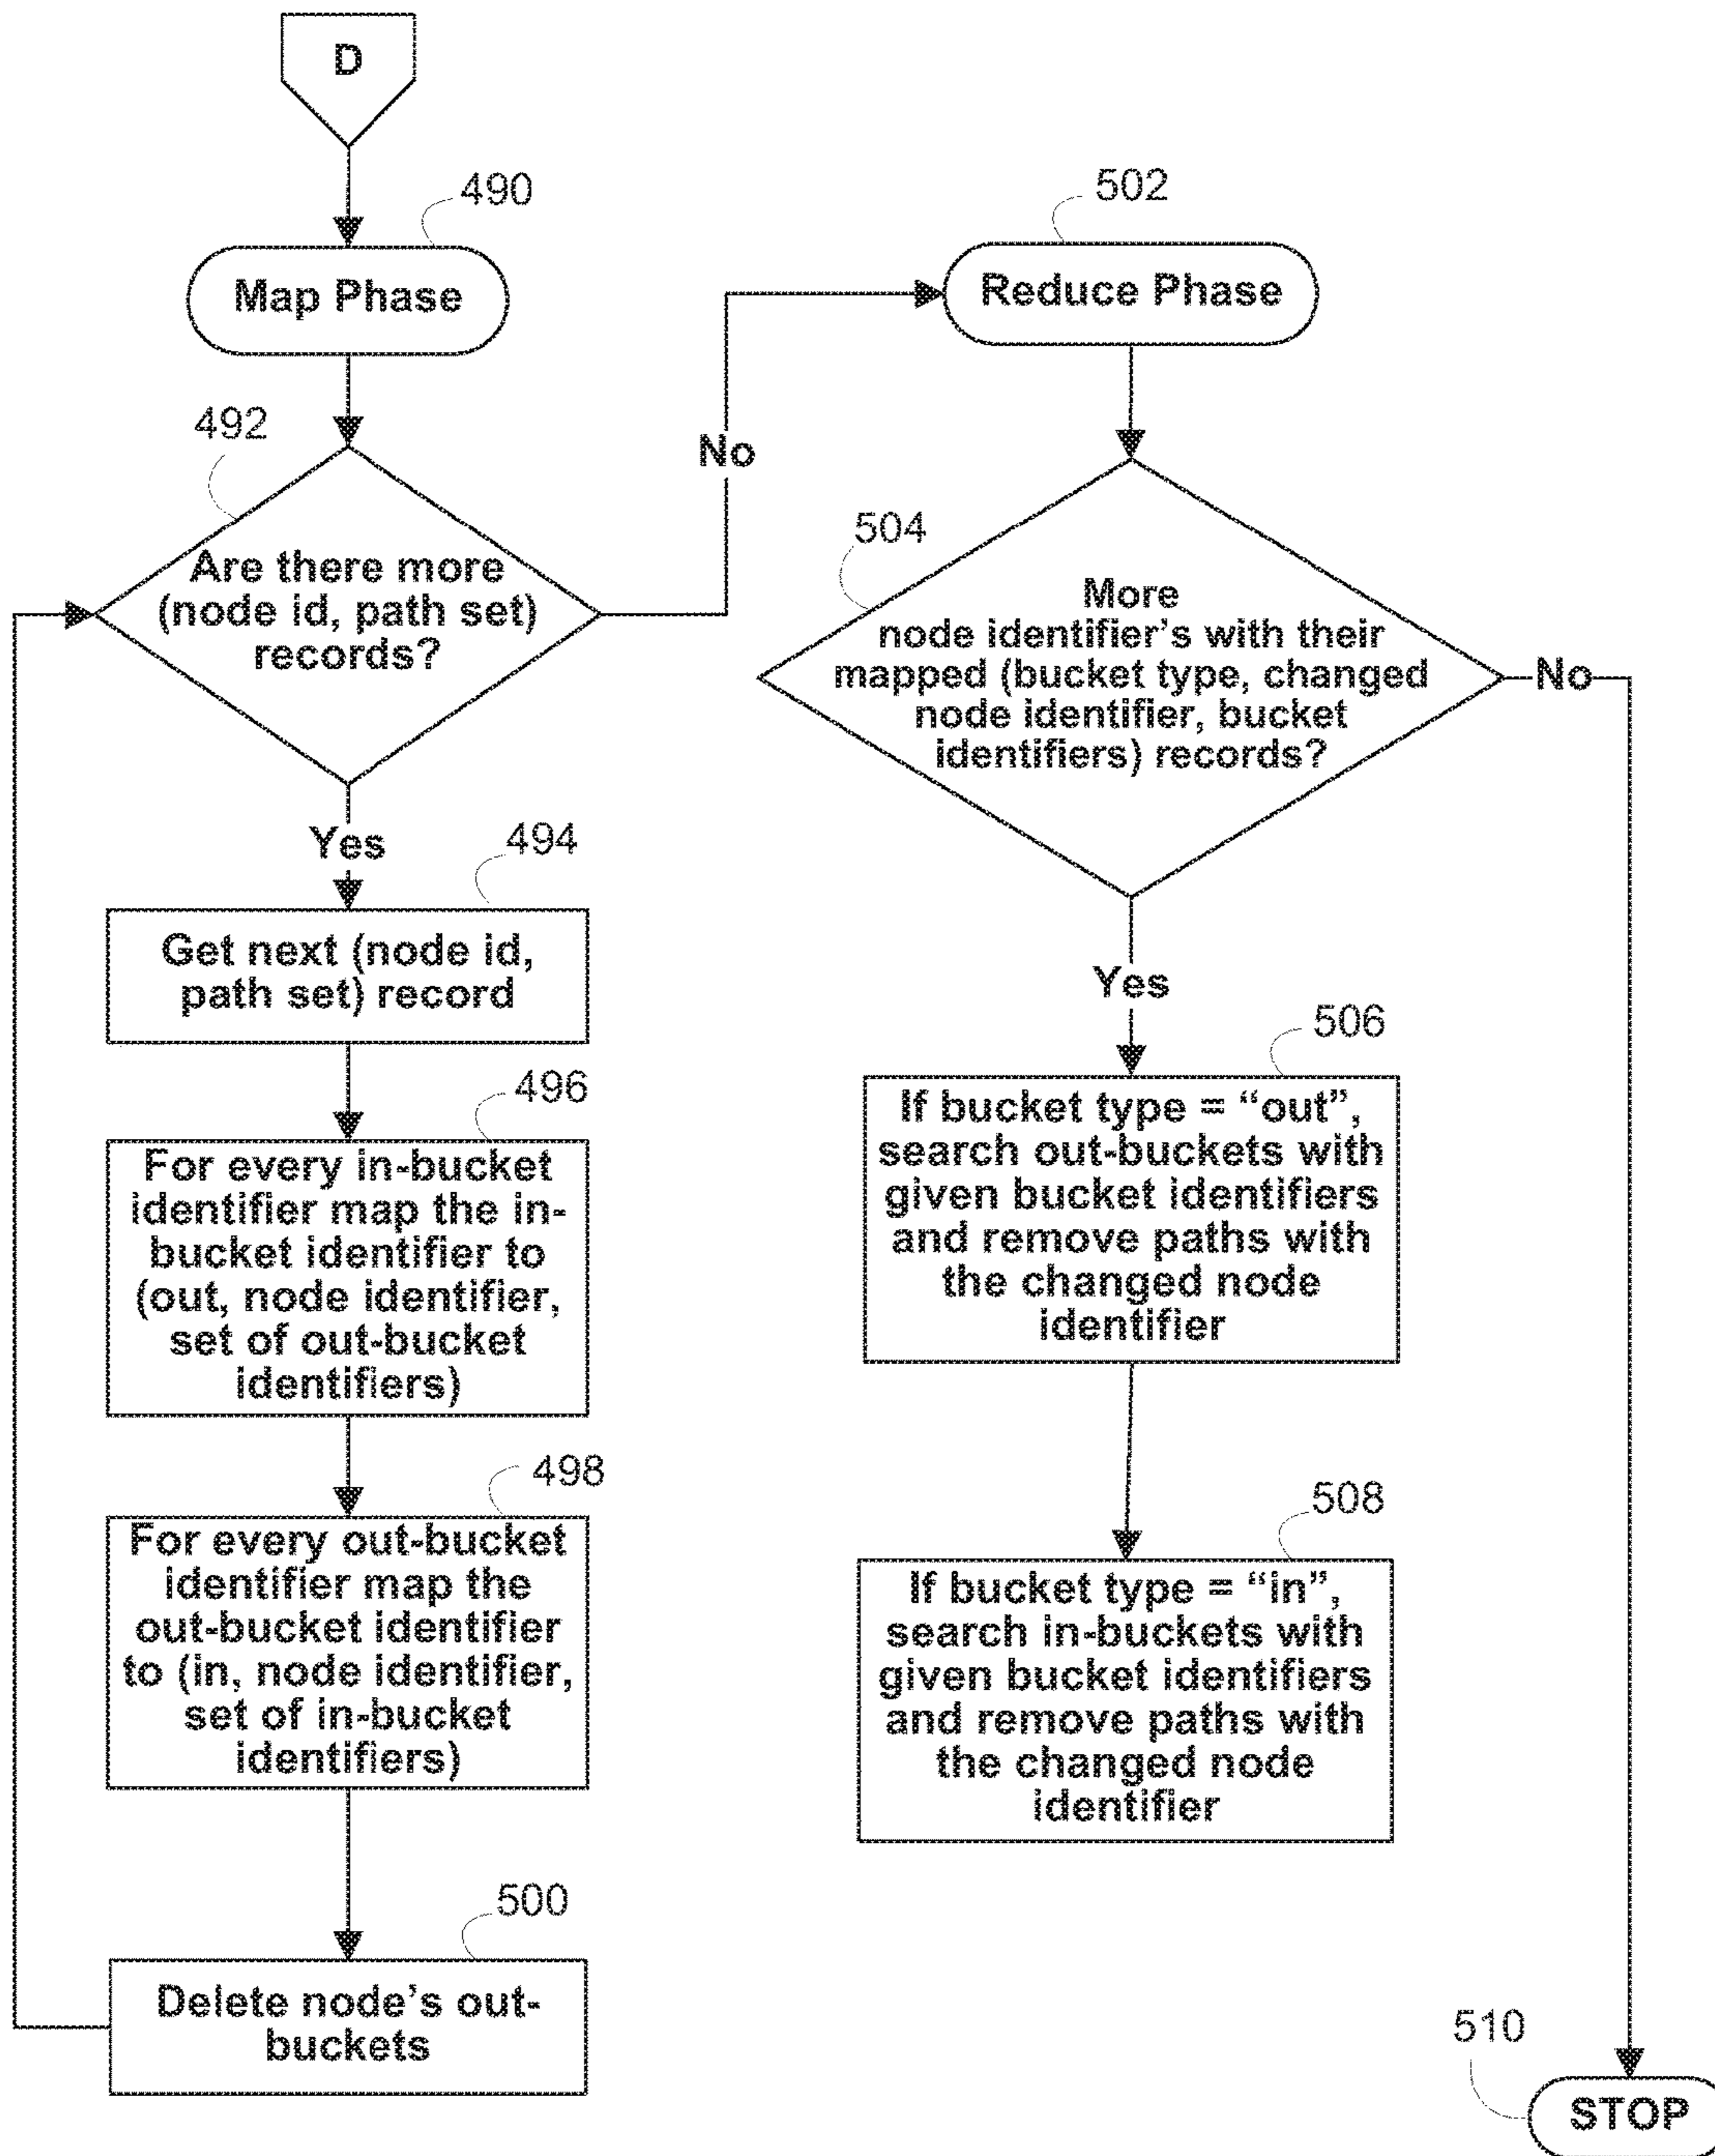 D
490
Map Phase
492
Are there more
(node id, path set)
records?
No
Yes
494
Get next (node id,
path set) record
496
For every in-bucket
identifier map the in-
bucket identifier to
(out, node identifier,
set of out-bucket
identifiers)
498
For every out-bucket
identifier map the
out-bucket identifier
to (in, node identifier,
set of in-bucket
identifiers)
500
Delete node's out-
buckets
502
Reduce Phase
504
More
node identifier's with their
mapped (bucket type, changed
node identifier, bucket
identifiers) records?
No
Yes
506
If bucket type = “out”,
search out-buckets with
given bucket identifiers
and remove paths with
the changed node
identifier
508
If bucket type = “in”,
search in-buckets with
given bucket identifiers
and remove paths with
the changed node
identifier
510
STOP